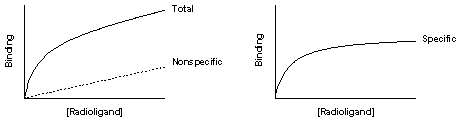 Total
Binding
Nonspecific
[Radioligand]
Specific
Binding
[Radioligand]